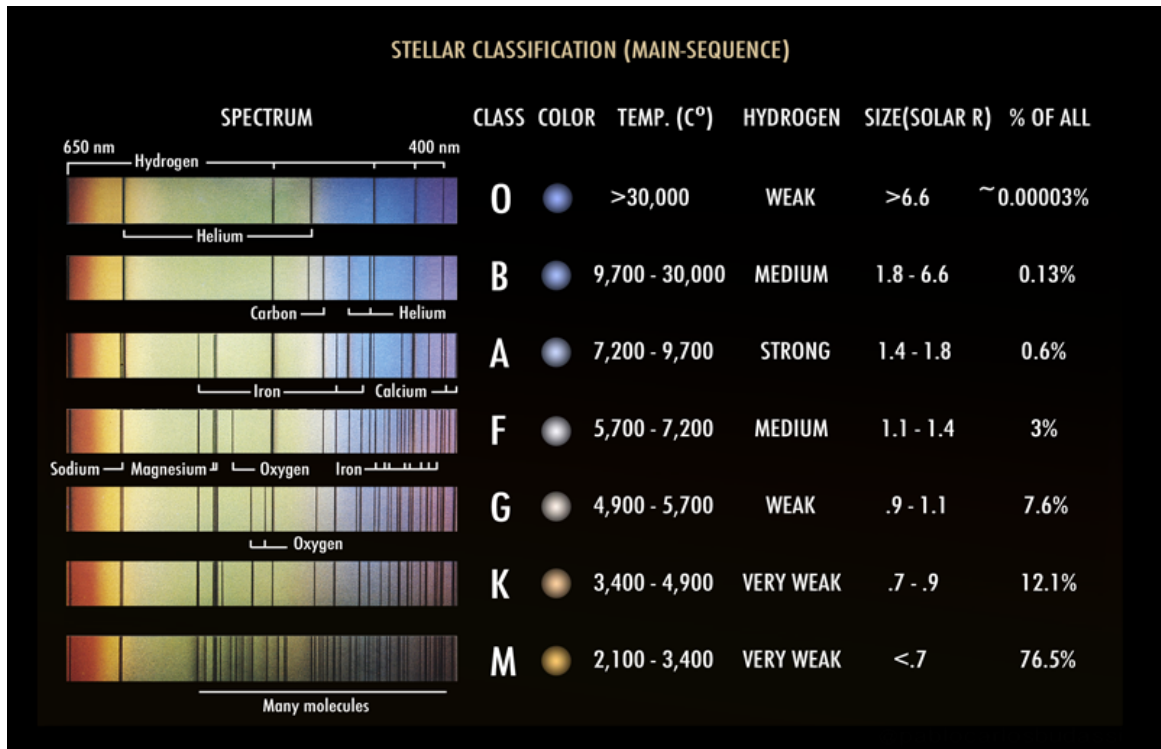 STELLAR CLASSIFICATION (MAIN-SEQUENCE)
SPECTRUM CLASS COLOR TEMP. (Cº) HYDROGEN SIZE(SOLAR R) % OF ALL
650 nm 400 nm
Hydrogen
O >30,000 WEAK >6.6 ~0.00003%
Helium
B 9,700 - 30,000 MEDIUM 1.8 - 6.6 0.13%
Carbon Helium
A 7,200 - 9,700 STRONG 1.4 - 1.8 0.6%
Iron Calcium
F 5,700 - 7,200 MEDIUM 1.1 - 1.4 3%
Sodium Magnesium Oxygen Iron
G 4,900 - 5,700 WEAK .9 - 1.1 7.6%
Oxygen
K 3,400 - 4,900 VERY WEAK .7 - .9 12.1%
M 2,100 - 3,400 VERY WEAK <.7 76.5%
Many molecules